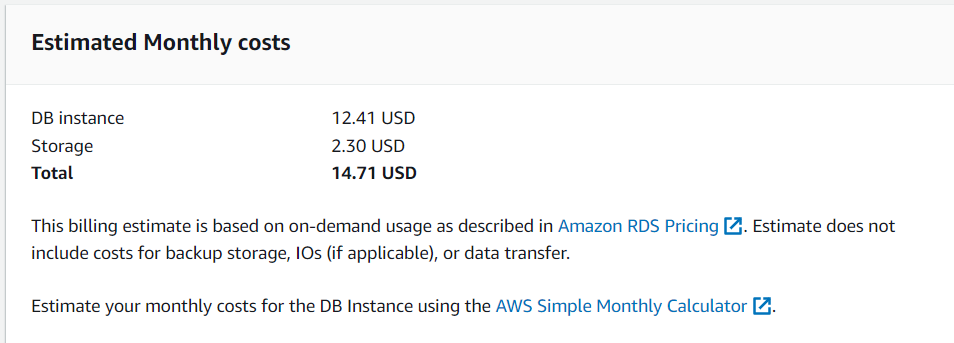 Estimated Monthly costs
DB instance 12.41 USD
Storage 2.30 USD
Total 14.71 USD
This billing estimate is based on on-demand usage as described in Amazon RDS Pricing. Estimate does not
include costs for backup storage, IOs (if applicable), or data transfer.
Estimate your monthly costs for the DB Instance using the AWS Simple Monthly Calculator.